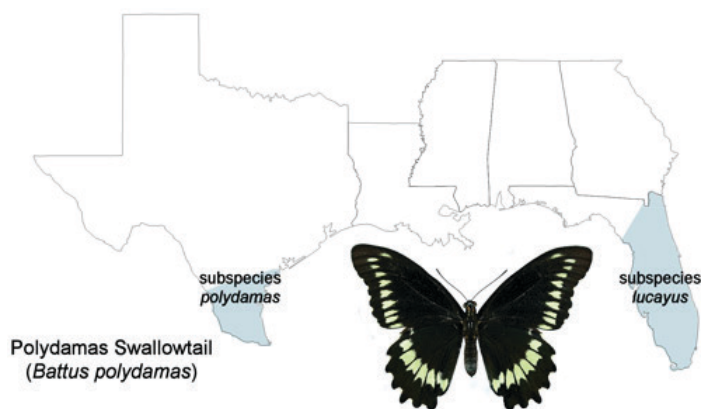 subspecies
polydamas
subspecies
lucayus
Polydamas Swallowtail
(Battus polydamas)